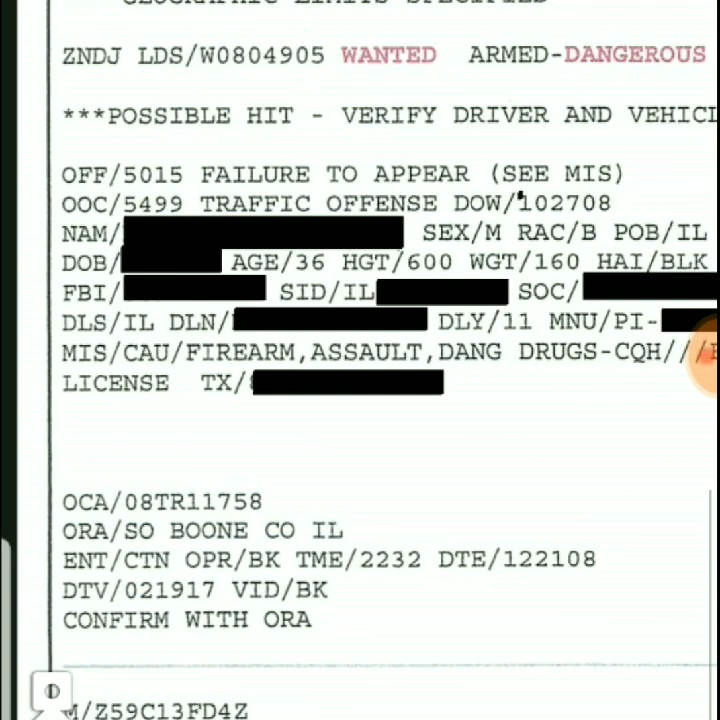 GEOGRAPHIC LIMITS SPECIFIED
ZNDJ LDS/W0804905 WANTED ARMED-DANGEROUS
***POSSIBLE HIT - VERIFY DRIVER AND VEHICL
OFF/5015 FAILURE TO APPEAR (SEE MIS)
OOC/5499 TRAFFIC OFFENSE DOW/102708
NAM/ SEX/M RAC/B POB/IL
DOB/ AGE/36 HGT/600 WGT/160 HAI/BLK
FBI/ SID/IL SOC/
DLS/IL DLN/ DLY/11 MNU/PI-
MIS/CAU/FIREARM,ASSAULT,DANG DRUGS-CQH///
LICENSE TX/
OCA/08TR11758
ORA/SO BOONE CO IL
ENT/CTN OPR/BK TME/2232 DTE/122108
DTV/021917 VID/BK
CONFIRM WITH ORA
/Z59C13FD4Z